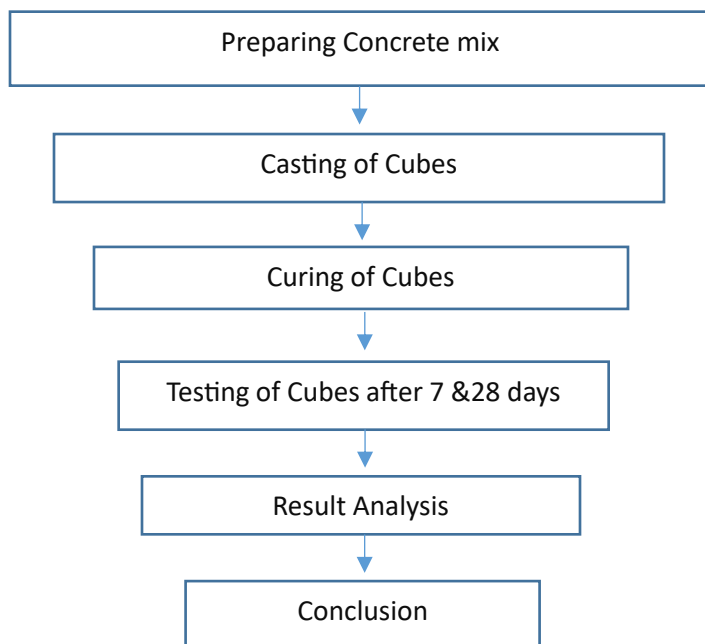 Preparing Concrete mix
Casting of Cubes
Curing of Cubes
Testing of Cubes after 7 &28 days
Result Analysis
Conclusion